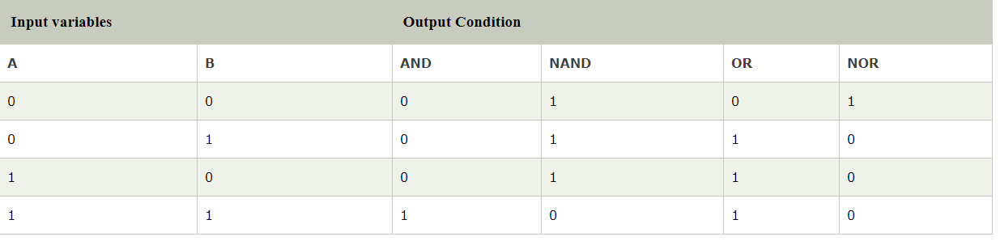 Input variables Output Condition
A B AND NAND OR NOR
0 0 0 1 0 1
0 1 0 1 1 0
1 0 0 1 1 0
1 1 1 0 1 0